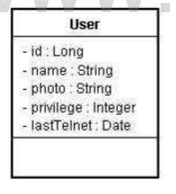 User
- id : Long
- name : String
- photo : String
- privilege : Integer
- lastTelnet : Date